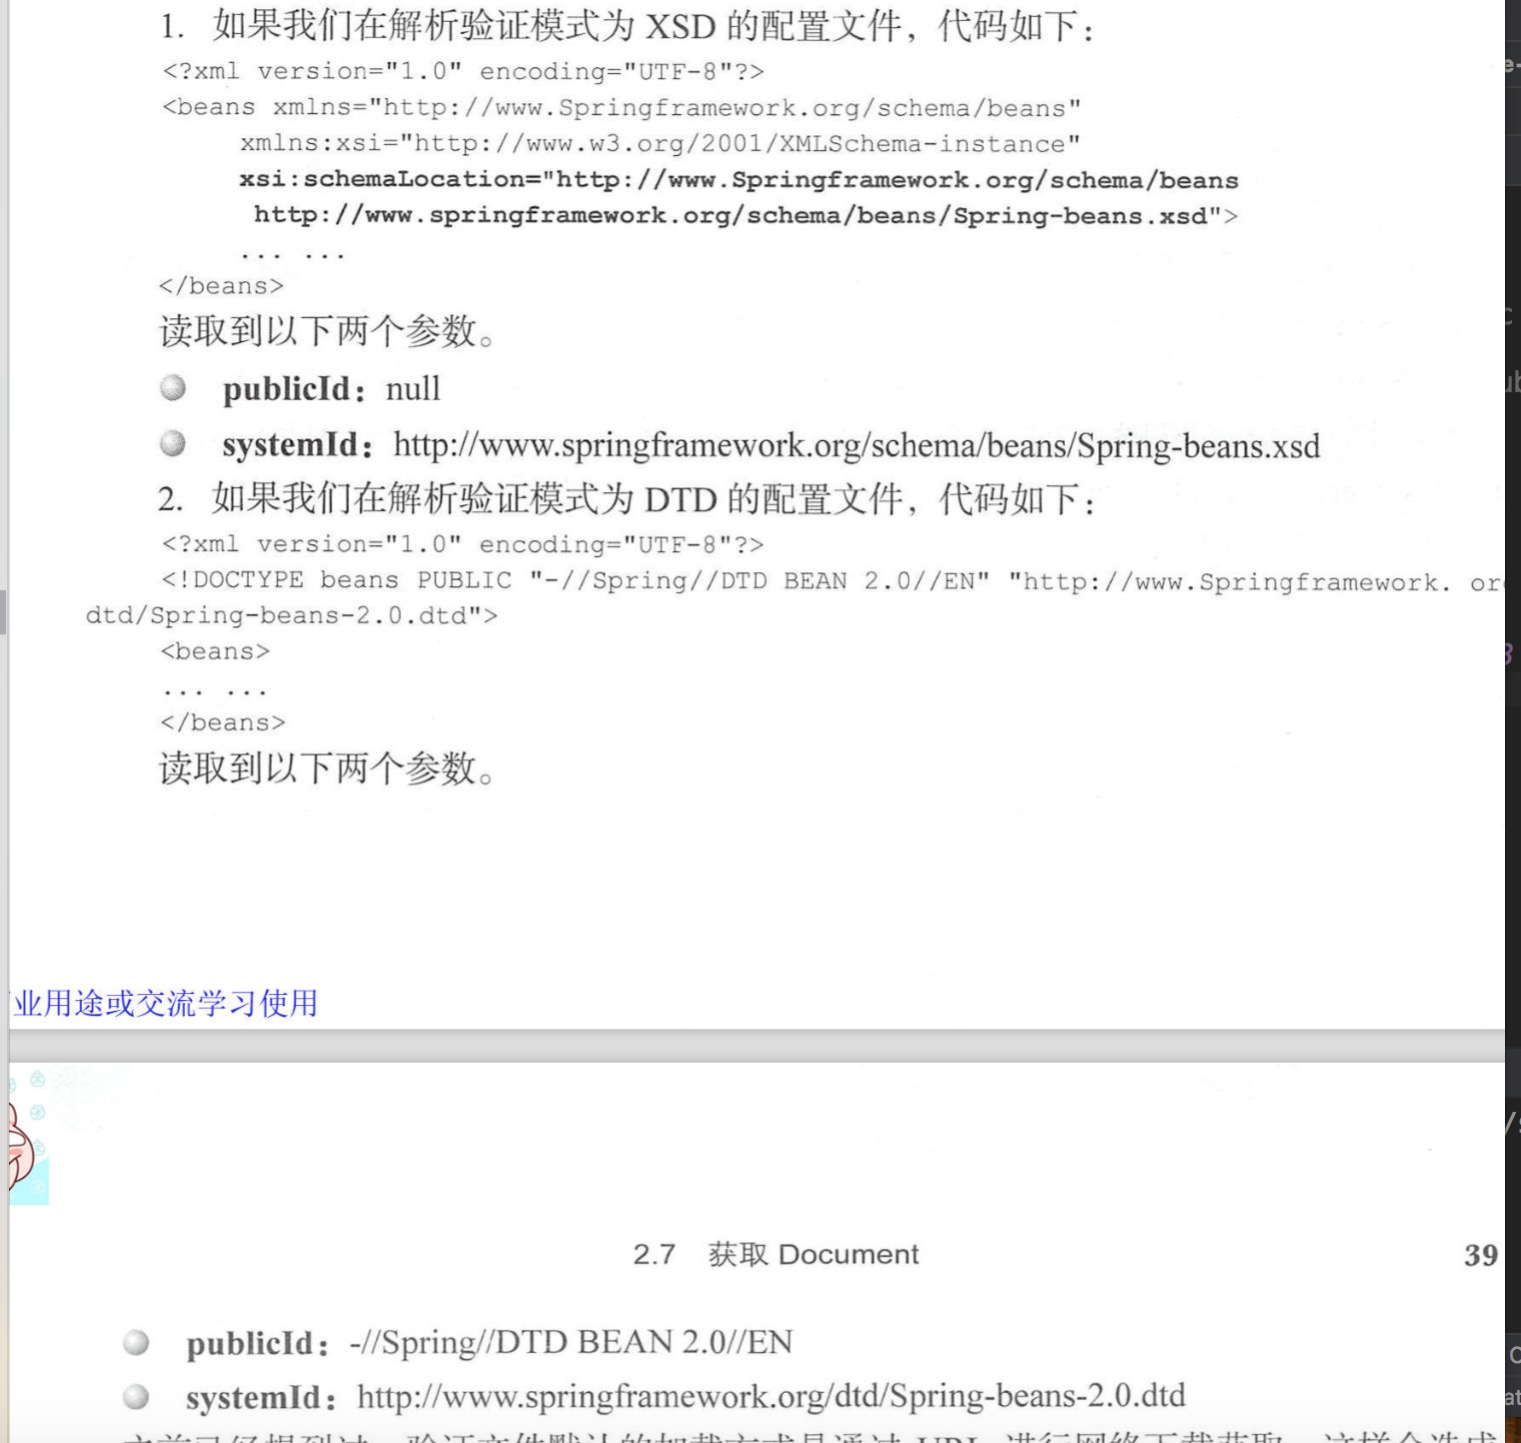 1. 如果我们在解析验证模式为 XSD 的配置文件，代码如下：
<?xml version="1.0" encoding="UTF-8"?>
<beans xmlns="http://www.Springframework.org/schema/beans"
xmlns:xsi="http://www.w3.org/2001/XMLSchema-instance"
xsi:schemaLocation="http://www.Springframework.org/schema/beans
http://www.springframework.org/schema/beans/Spring-beans.xsd">
... ...
</beans>
读取到以下两个参数。
publicId：null
systemId：http://www.springframework.org/schema/beans/Spring-beans.xsd
2. 如果我们在解析验证模式为 DTD 的配置文件，代码如下：
<?xml version="1.0" encoding="UTF-8"?>
<!DOCTYPE beans PUBLIC "-//Spring//DTD BEAN 2.0//EN" "http://www.Springframework. or
dtd/Spring-beans-2.0.dtd">
<beans>
... ...
</beans>
读取到以下两个参数。
业用途或交流学习使用
2.7 获取 Document 39
publicId：-//Spring//DTD BEAN 2.0//EN
systemId：http://www.springframework.org/dtd/Spring-beans-2.0.dtd